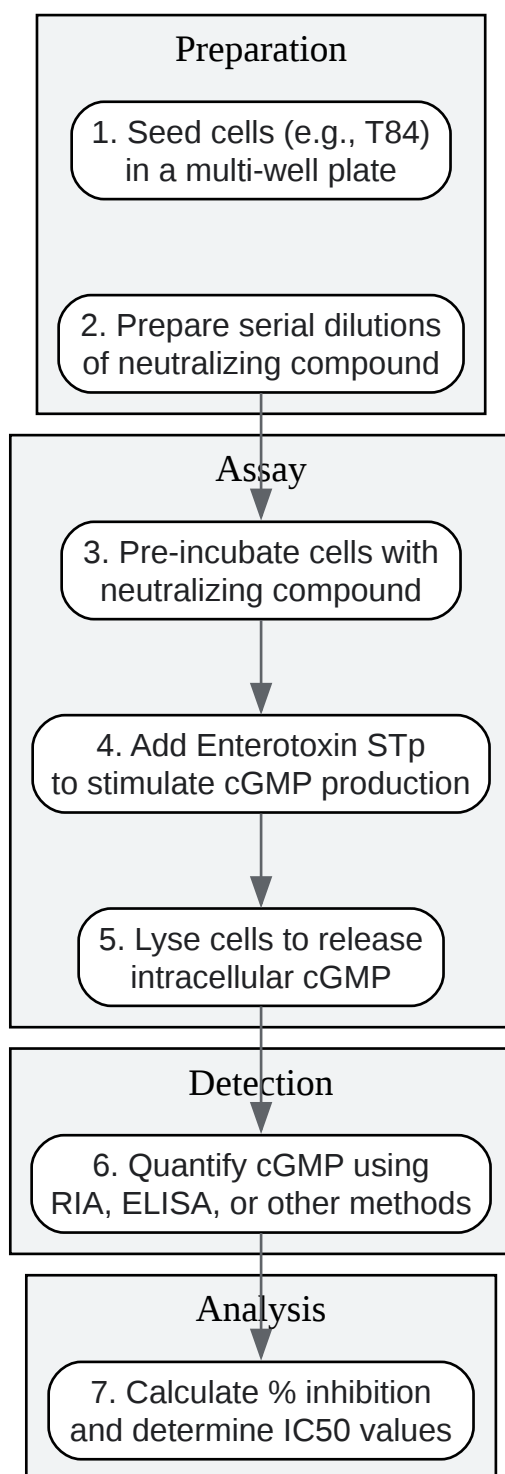 Preparation
1. Seed cells (e.g., T84)
in a multi-well plate
2. Prepare serial dilutions
of neutralizing compound
Assay
3. Pre-incubate cells with
neutralizing compound
4. Add Enterotoxin STp
to stimulate cGMP production
5. Lyse cells to release
intracellular cGMP
Detection
6. Quantify cGMP using
RIA, ELISA, or other methods
Analysis
7. Calculate % inhibition
and determine IC50 values